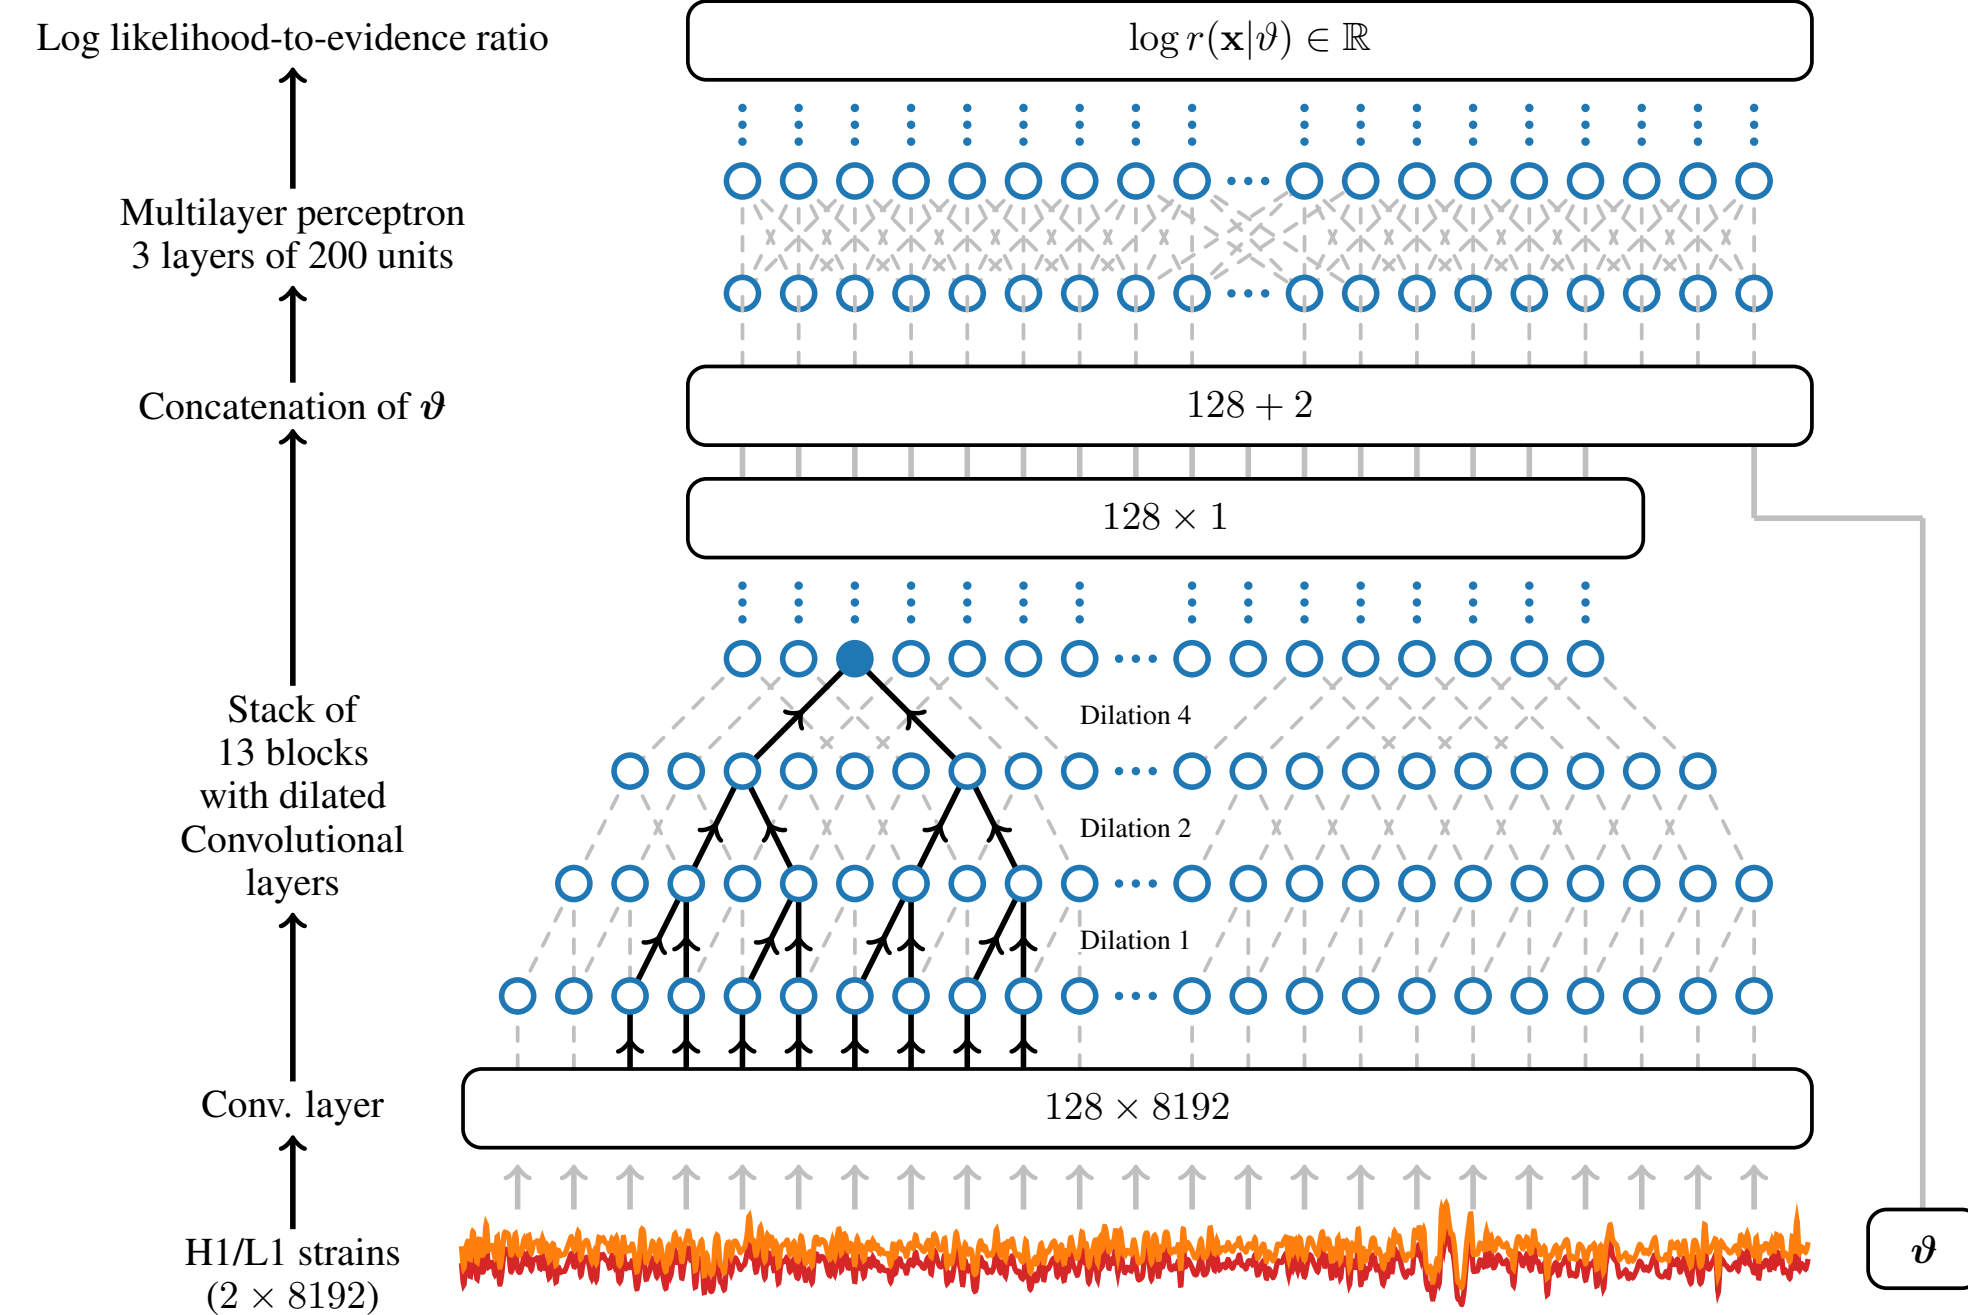 Log likelihood-to-evidence ratio
log r(x|ϑ) ∈ ℝ
Multilayer perceptron
3 layers of 200 units
Concatenation of ϑ
128 + 2
128 × 1
Stack of
13 blocks
with dilated
Convolutional
layers
Dilation 4
Dilation 2
Dilation 1
Conv. layer
128 × 8192
H1/L1 strains
(2 × 8192)
ϑ